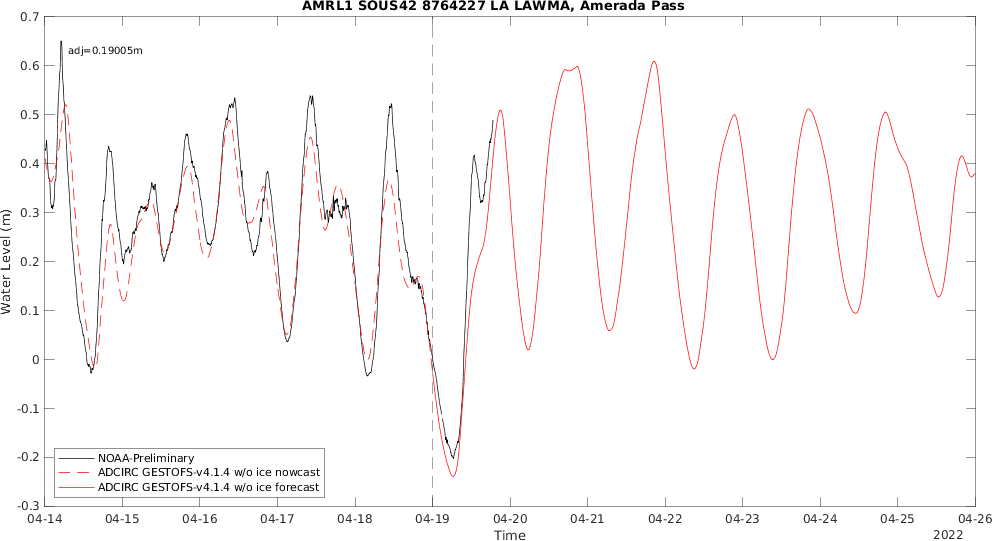 AMRL1 SOUS42 8764227 LA LAWMA, Amerada Pass
adj=0.19005m
Water Level (m)
0.7
0.6
0.5
0.4
0.3
0.2
0.1
0
-0.1
-0.2
-0.3
NOAA-Preliminary
ADCIRC GESTOFS-v4.1.4 w/o ice nowcast
ADCIRC GESTOFS-v4.1.4 w/o ice forecast
04-14 04-15 04-16 04-17 04-18 04-19 04-20 04-21 04-22 04-23 04-24 04-25 04-26
Time
2022